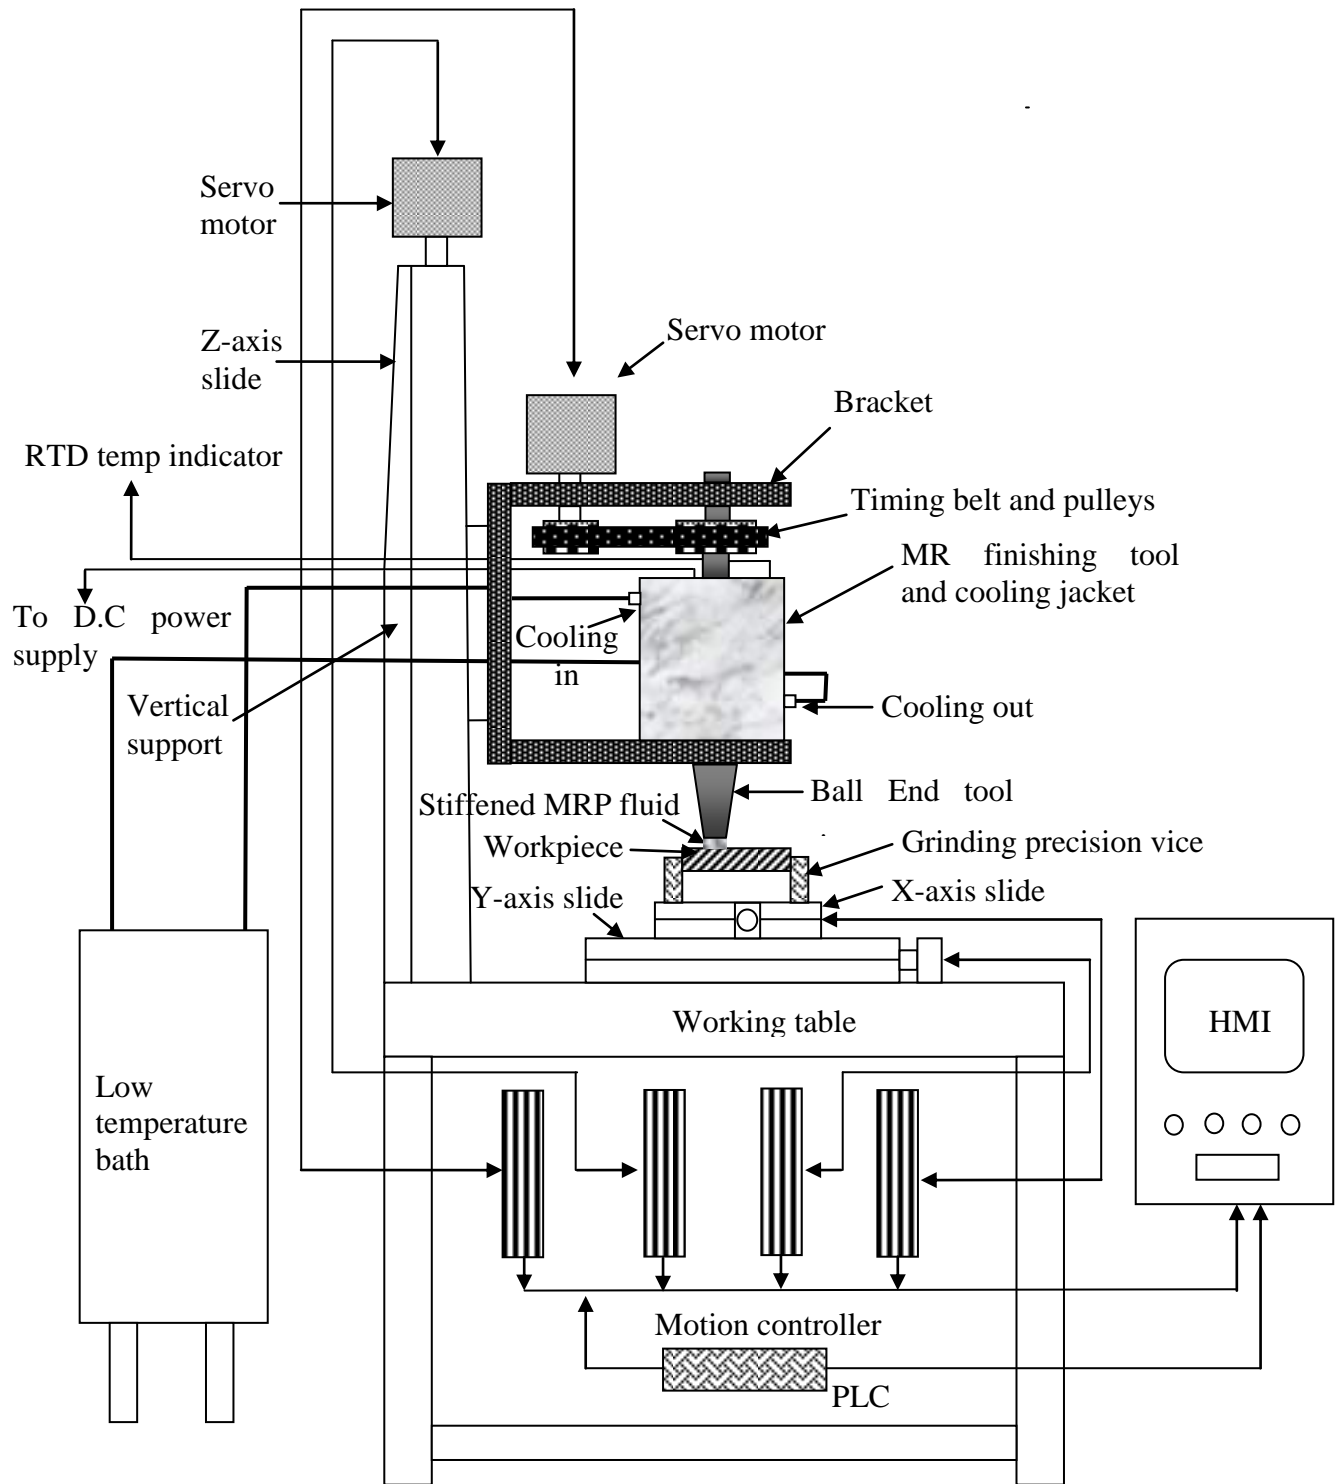 Servo
motor
Z-axis
slide
Servo motor
Bracket
RTD temp indicator
Timing belt and pulleys
MR finishing tool
and cooling jacket
To D.C power
supply
Cooling
in
Vertical
support
Cooling out
Ball End tool
Stiffened MRP fluid
Workpiece
Grinding precision vice
Y-axis slide
X-axis slide
Working table
HMI
Low
temperature
bath
Motion controller
PLC